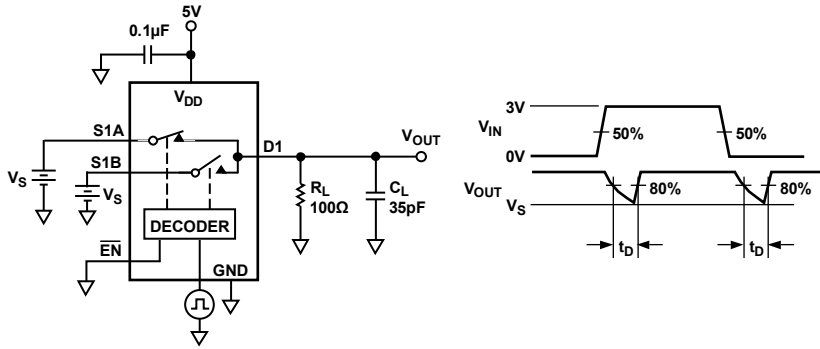 5V
0.1µF
VDD
S1A
D1
VOUT
S1B
VS
VS
RL
100Ω
CL
35pF
DECODER
EN
GND
3V
VIN
50%
50%
0V
VOUT
80%
80%
VS
tD
tD